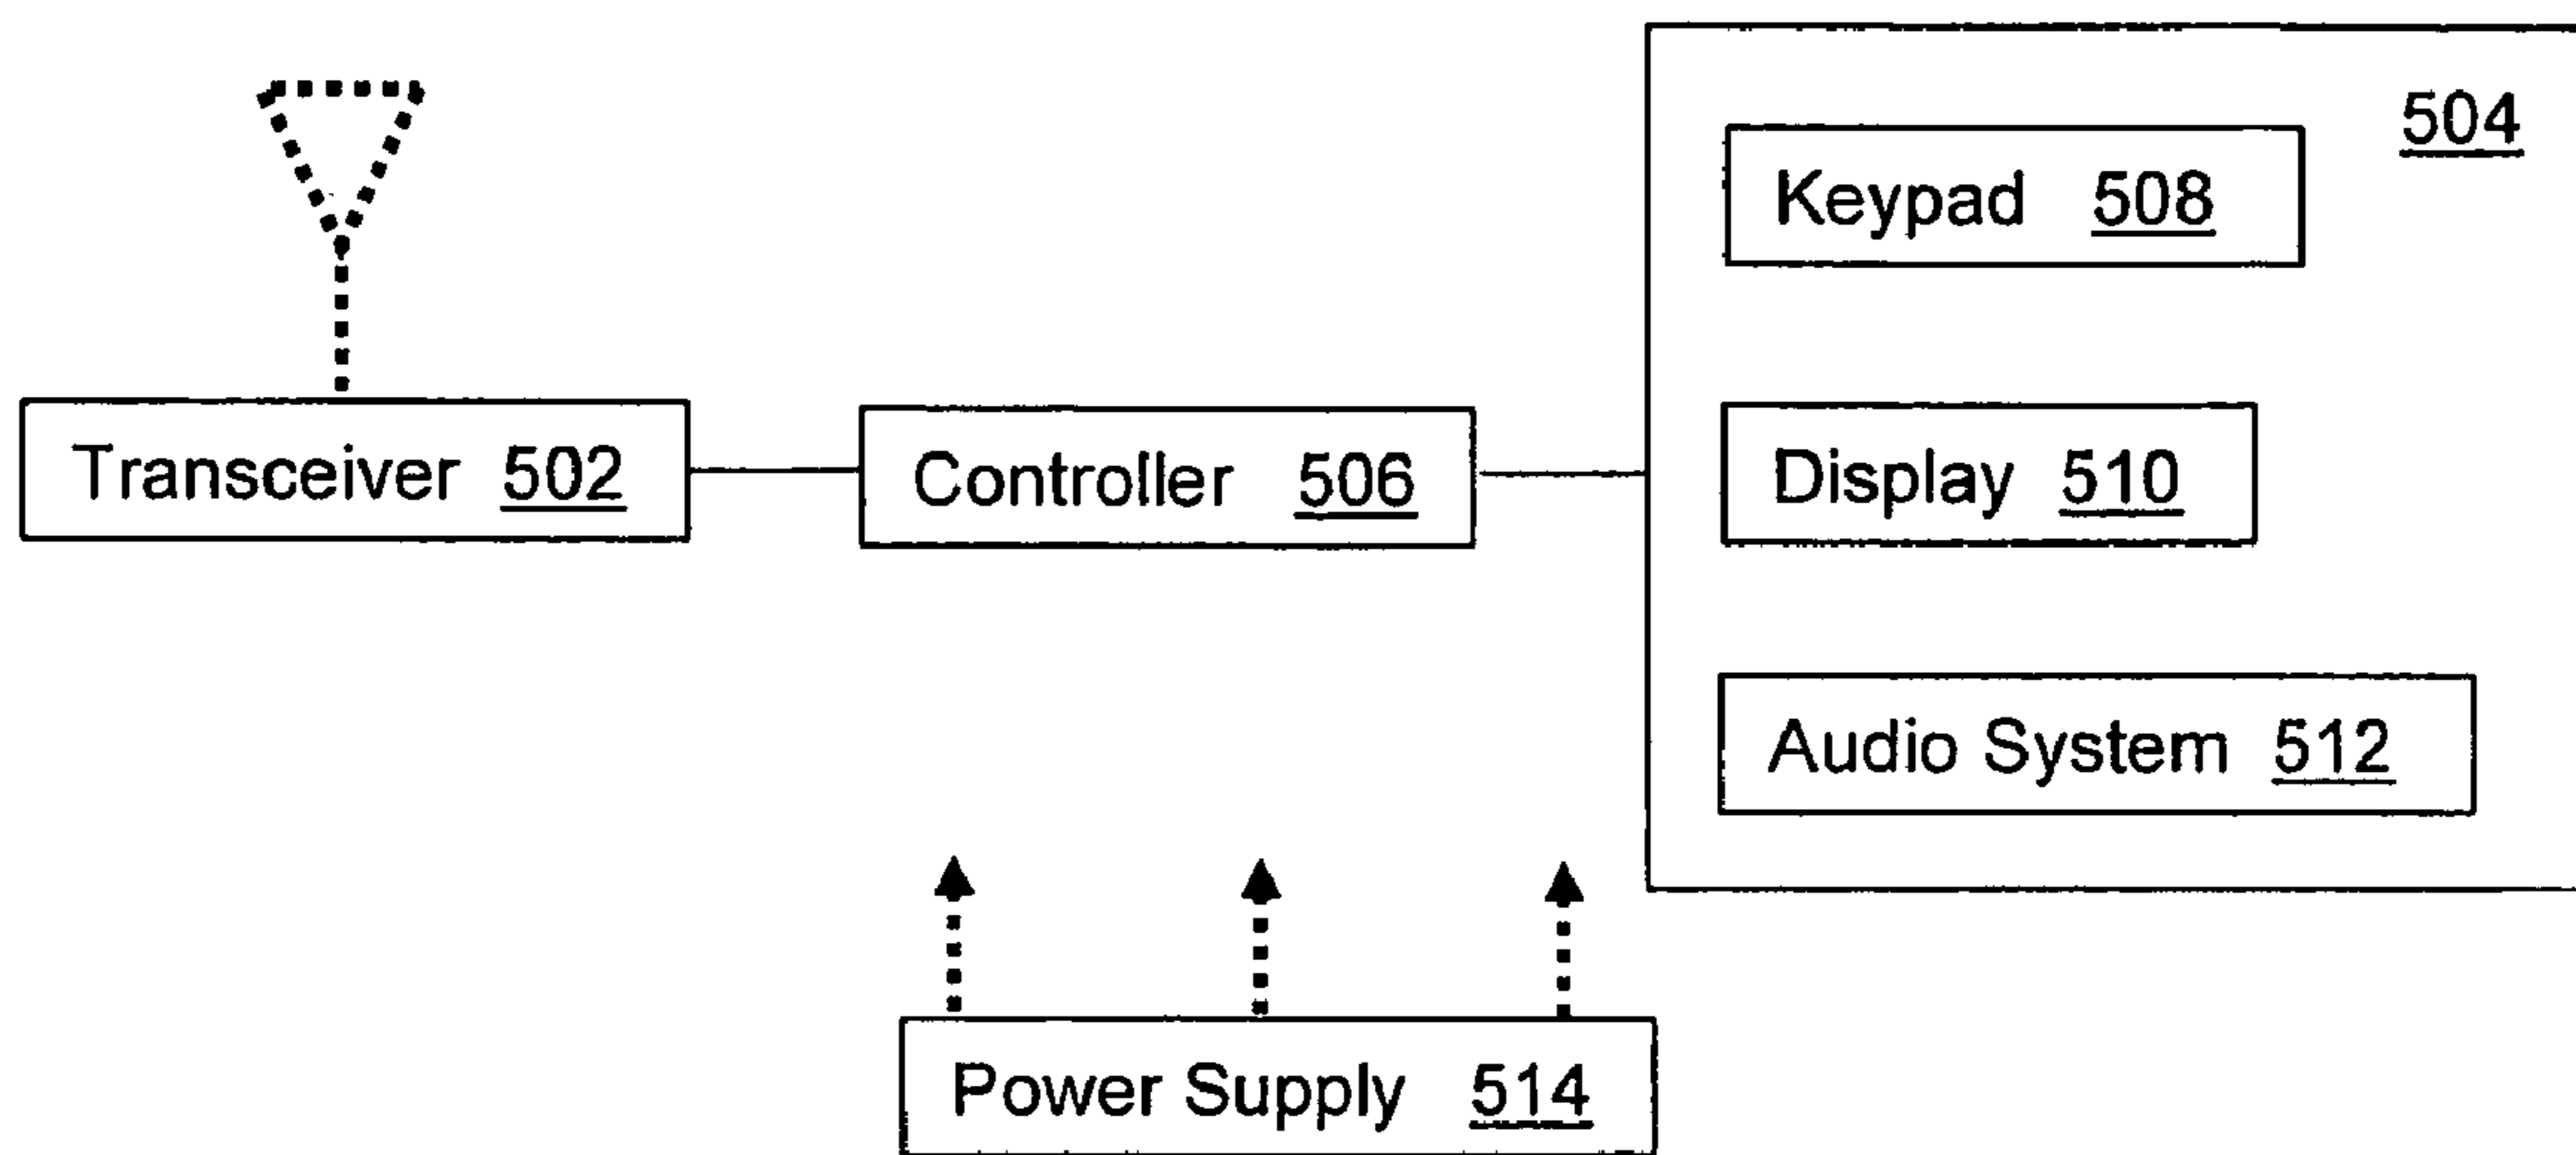 504
Keypad 508
Transceiver 502
Controller 506
Display 510
Audio System 512
Power Supply 514